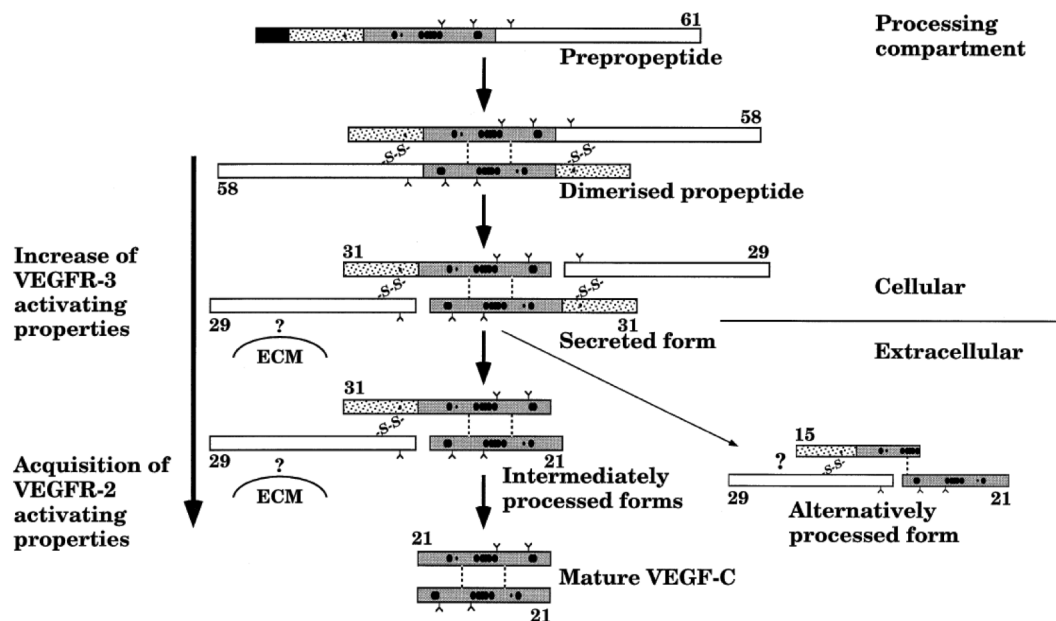 61
Processing
compartment
Prepropeptide
58
-S-S-
-S-S-
58
Dimerised propeptide
Increase of
VEGFR-3
activating
properties
31
29
-S-S-
-S-S-
29
31
Cellular
?
ECM
Secreted form
Extracellular
31
-S-S-
29
21
?
ECM
Intermediately
processed forms
15
?
-S-S-
29
21
Alternatively
processed form
Acquisition of
VEGFR-2
activating
properties
21
Mature VEGF-C
21